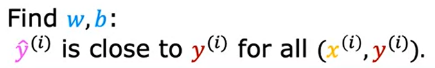 Find w,b:
ŷ⁽ⁱ⁾ is close to y⁽ⁱ⁾ for all (x⁽ⁱ⁾,y⁽ⁱ⁾).